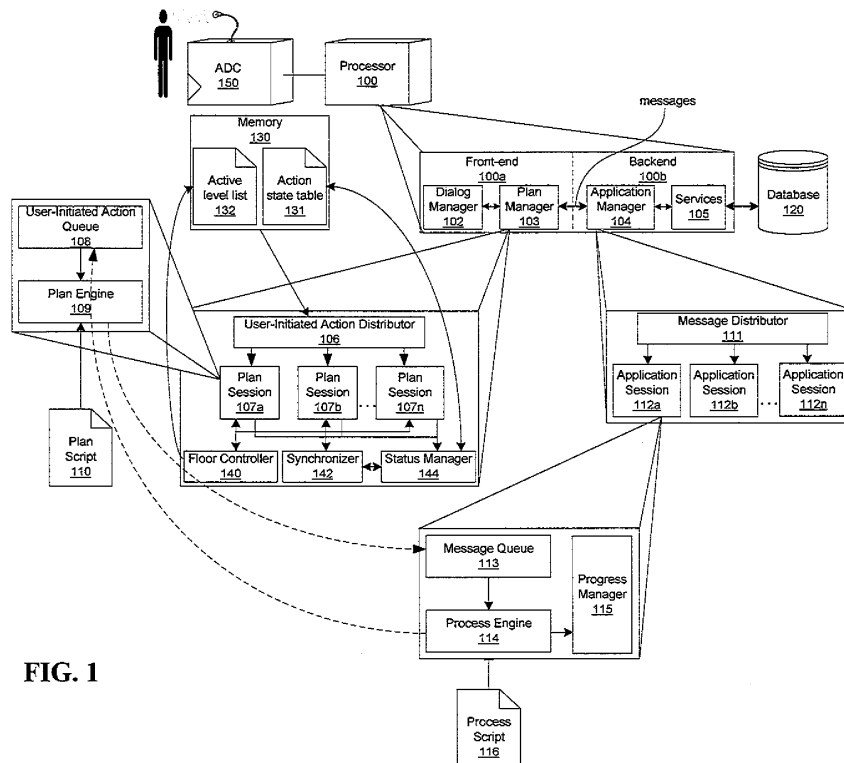 ADC
150
Processor
100
messages
Memory
130
Active
level list
132
Action
state table
131
Front-end
100a
Backend
100b
Dialog
Manager
102
Plan
Manager
103
Application
Manager
104
Services
105
Database
120
User-Initiated Action
Queue
108
Plan Engine
109
User-Initiated Action Distributor
106
Plan
Session
107a
Plan
Session
107b
...
Plan
Session
107n
Message Distributor
111
Application
Session
112a
Application
Session
112b
...
Application
Session
112n
Plan
Script
110
Floor Controller
140
Synchronizer
142
Status Manager
144
Message Queue
113
Progress
Manager
115
Process Engine
114
FIG. 1
Process
Script
116